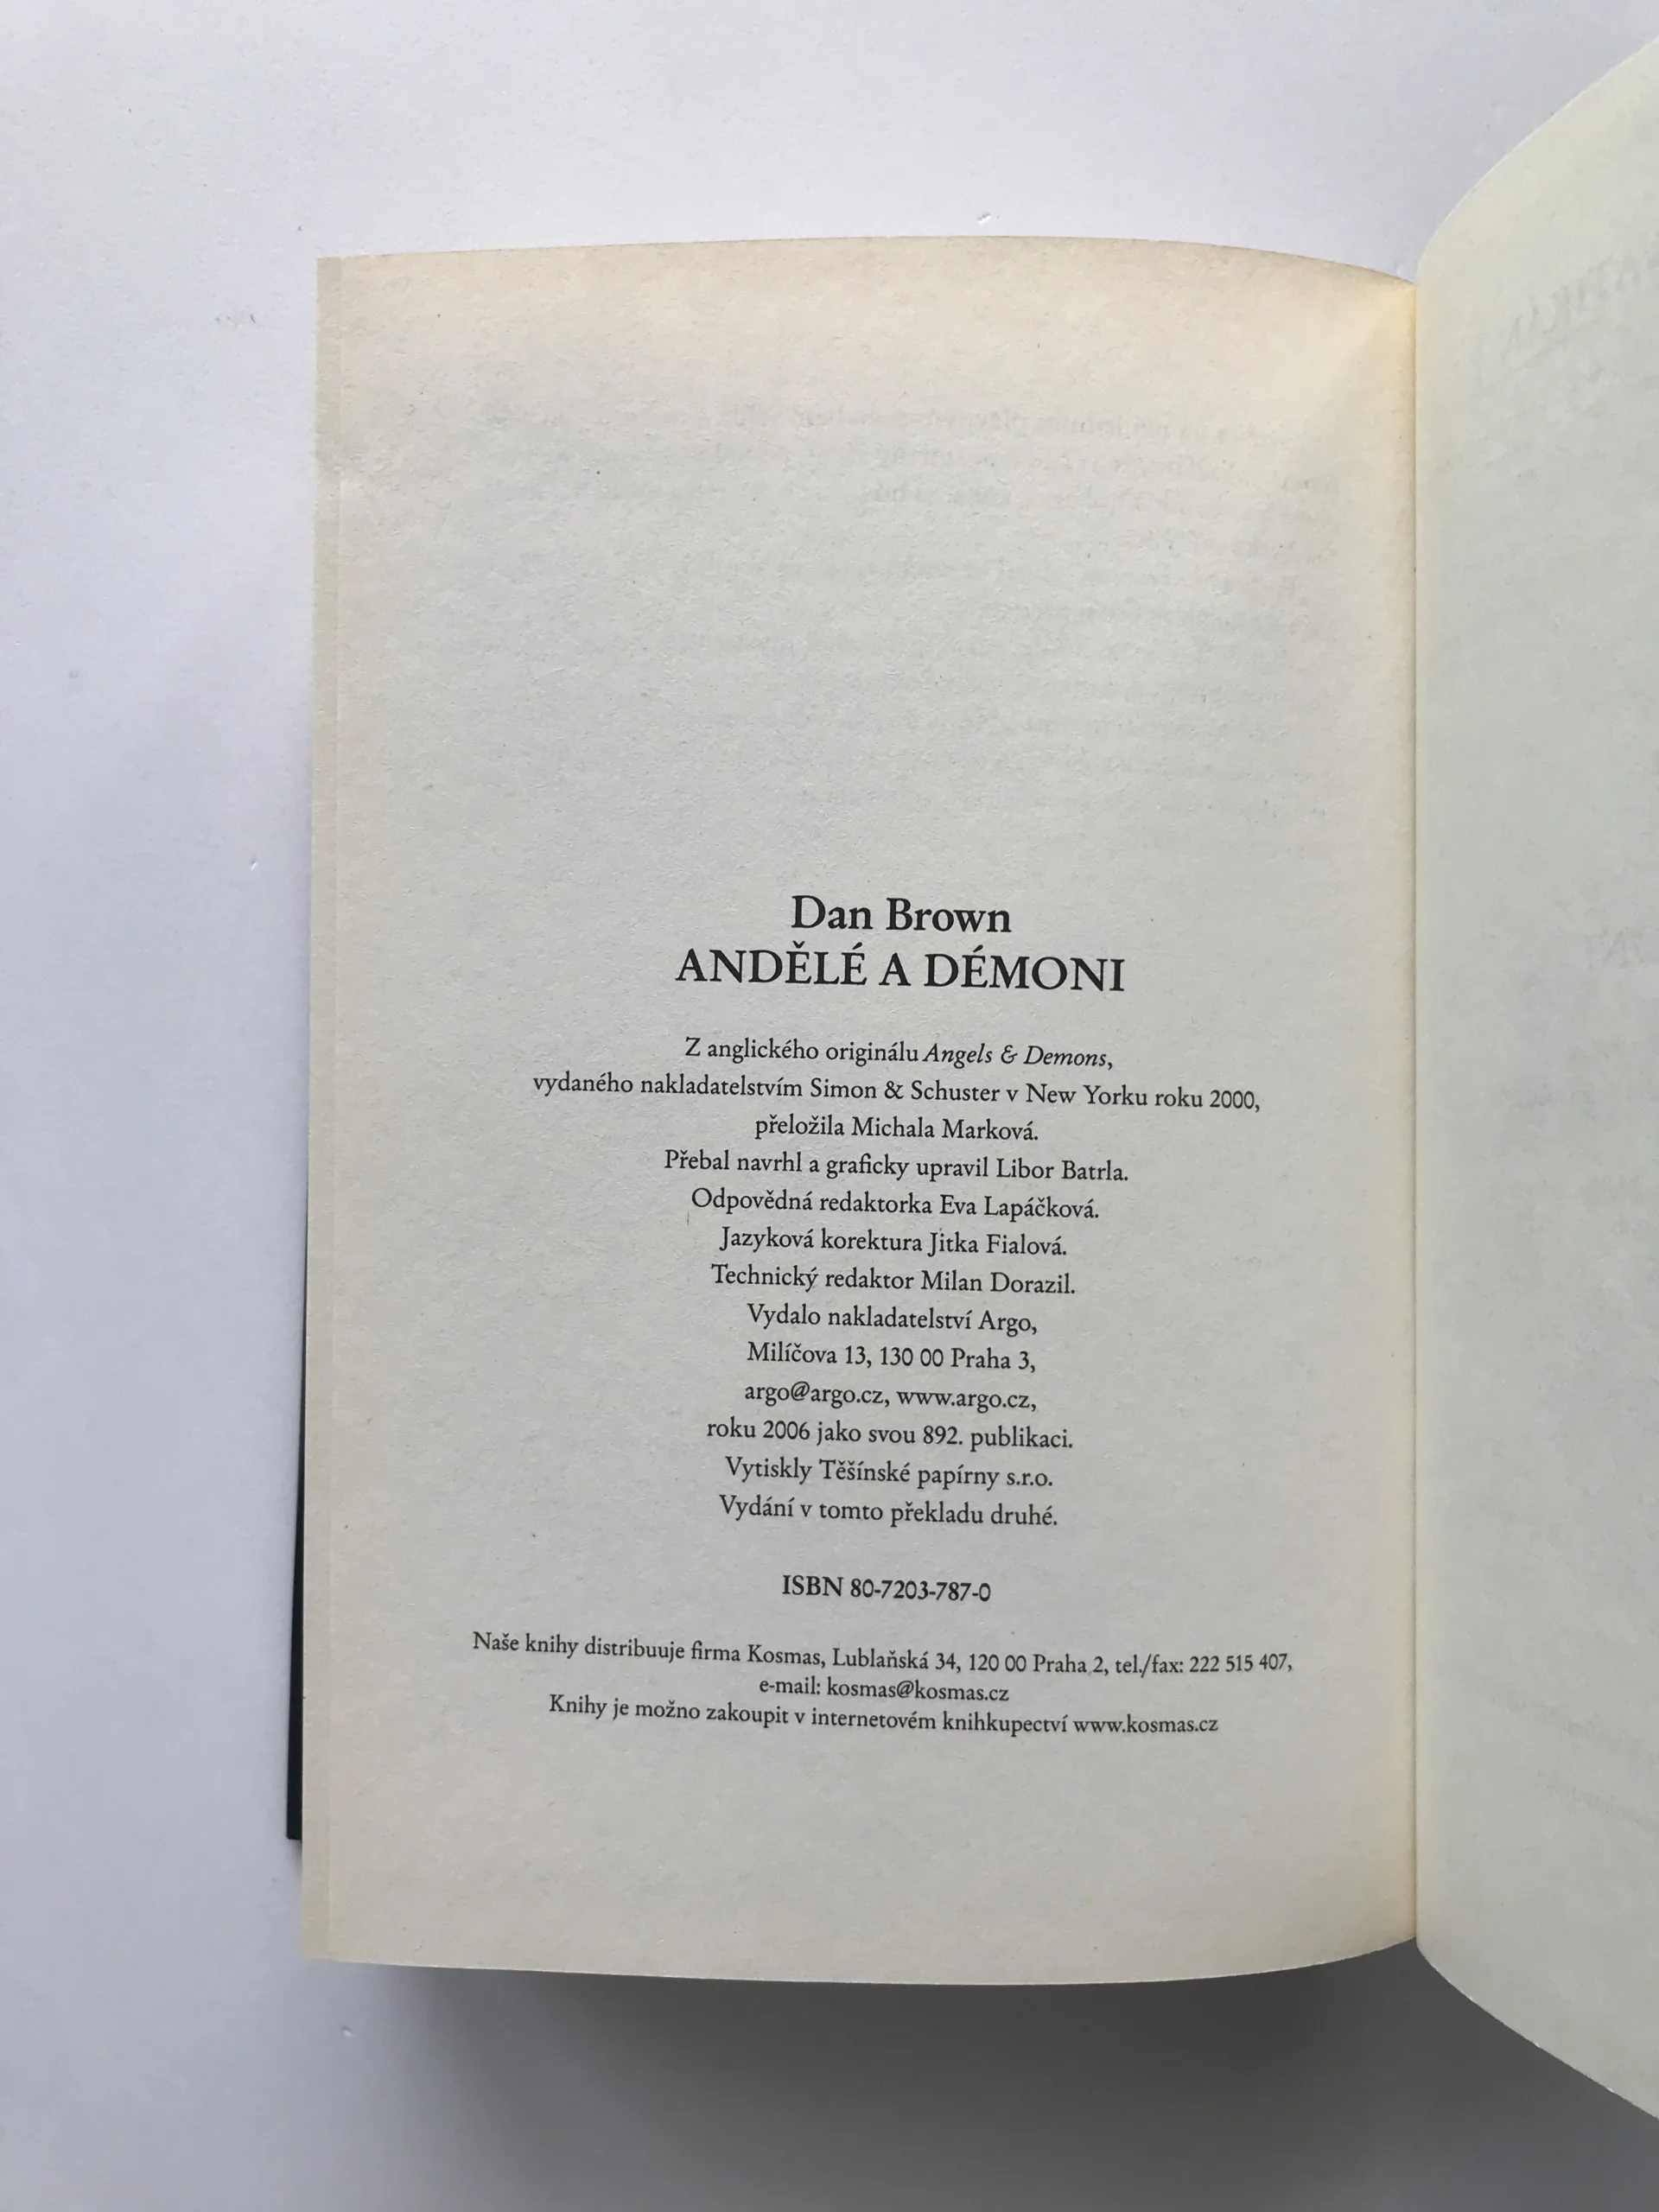 Dan Brown
ANDĚLÉ A DÉMONI
Z anglického originálu Angels & Demons,
vydaného nakladatelstvím Simon & Schuster v New Yorku roku 2000,
přeložila Michala Marková.
Přebal navrhl a graficky upravil Libor Batrla.
Odpovědná redaktorka Eva Lapáčková.
Jazyková korektura Jitka Fialová.
Technický redaktor Milan Dorazil.
Vydalo nakladatelství Argo,
Milíčova 13, 130 00 Praha 3,
argo@argo.cz, www.argo.cz,
roku 2006 jako svou 892. publikaci.
Vytiskly Těšínské papírny s.r.o.
Vydání v tomto překladu druhé.
ISBN 80-7203-787-0
Naše knihy distribuuje firma Kosmas, Lublaňská 34, 120 00 Praha 2, tel./fax: 222 515 407,
e-mail: kosmas@kosmas.cz
Knihy je možno zakoupit v internetovém knihkupectví www.kosmas.cz